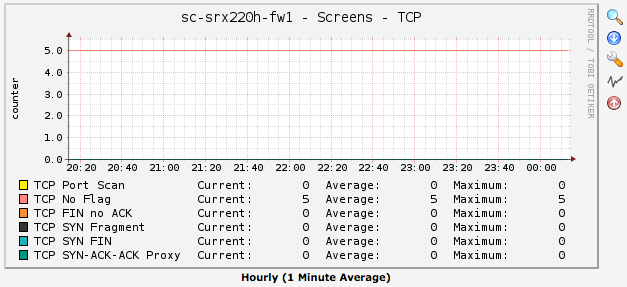 sc-srx220h-fw1 - Screens - TCP
RRDTOOL / TOBI OETIKER
counter
5.0
4.0
3.0
2.0
1.0
0.0
20:20 20:40 21:00 21:20 21:40 22:00 22:20 22:40 23:00 23:20 23:40 00:00
TCP Port Scan Current: 0 Average: 0 Maximum: 0
TCP No Flag Current: 5 Average: 5 Maximum: 5
TCP FIN no ACK Current: 0 Average: 0 Maximum: 0
TCP SYN Fragment Current: 0 Average: 0 Maximum: 0
TCP SYN FIN Current: 0 Average: 0 Maximum: 0
TCP SYN-ACK-ACK Proxy Current: 0 Average: 0 Maximum: 0
Hourly (1 Minute Average)